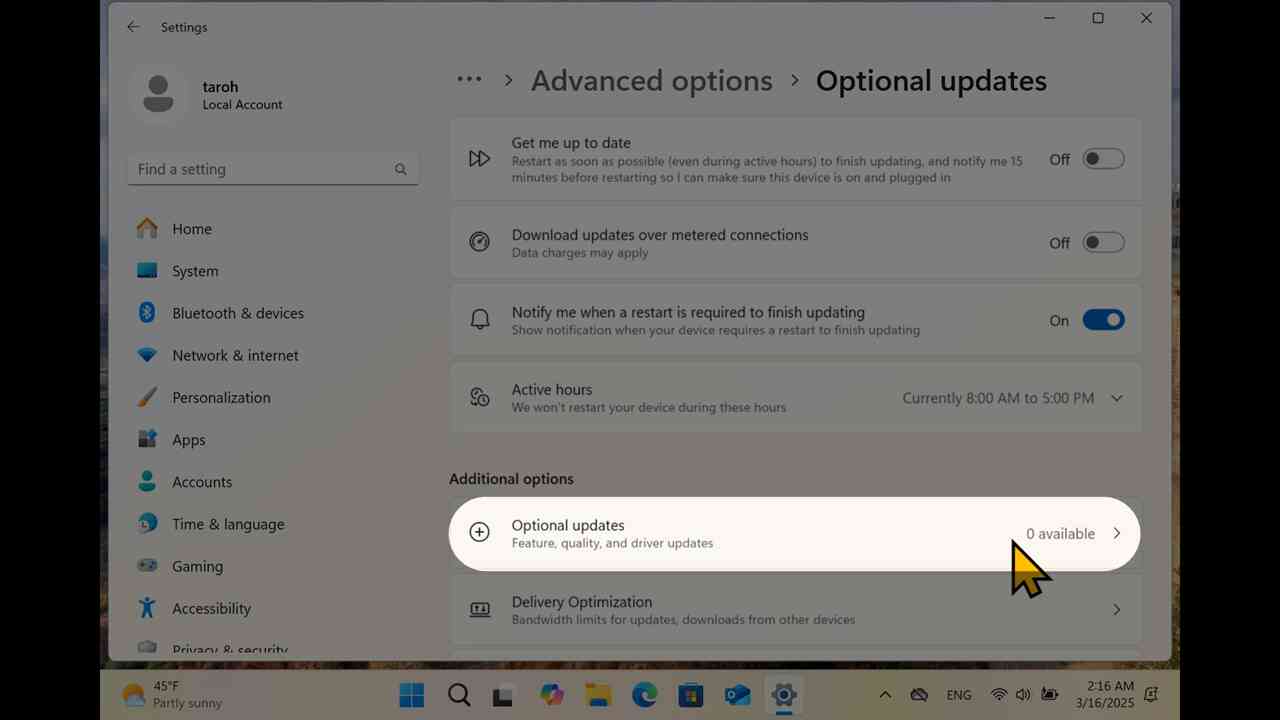 Settings
taroh
Local Account
Find a setting
Home
System
Bluetooth & devices
Network & internet
Personalization
Apps
Accounts
Time & language
Gaming
Accessibility
Privacy & security
... > Advanced options > Optional updates
Get me up to date
Restart as soon as possible (even during active hours) to finish updating, and notify me 15
minutes before restarting so I can make sure this device is on and plugged in
Off
Download updates over metered connections
Data charges may apply
Off
Notify me when a restart is required to finish updating
Show notification when your device requires a restart to finish updating
On
Active hours
We won't restart your device during these hours
Currently 8:00 AM to 5:00 PM
Additional options
Optional updates
Feature, quality, and driver updates
0 available
Delivery Optimization
Bandwidth limits for updates, downloads from other devices
45°F
Partly sunny
ENG
2:16 AM
3/16/2025